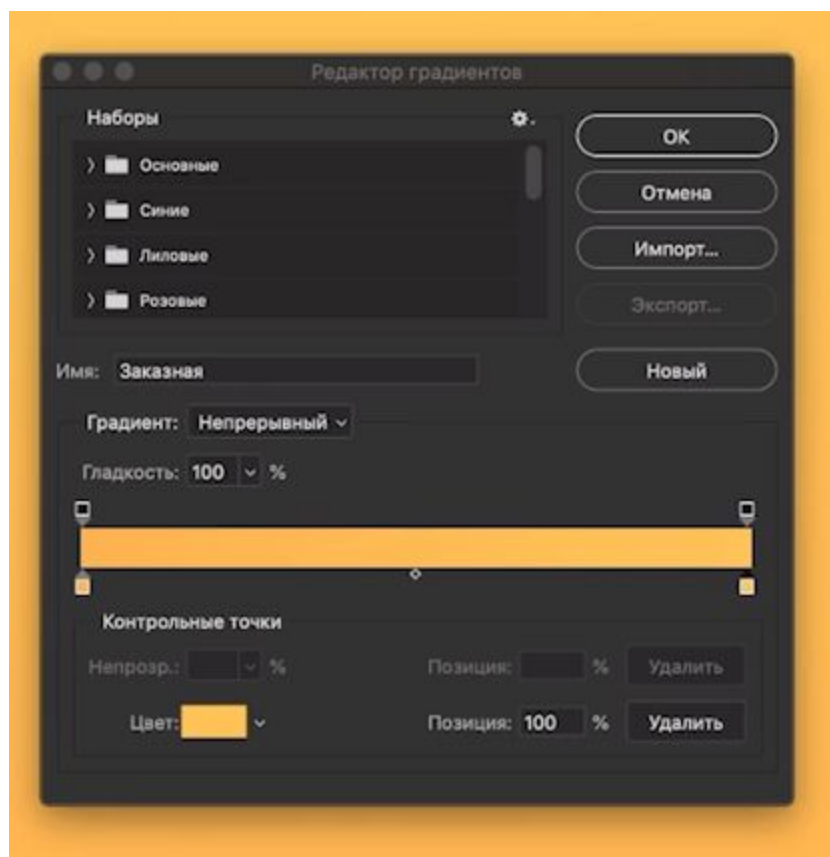 Редактор градиентов
Наборы
OK
Основные
Отмена
Синие
Импорт...
Лиловые
Розовые
Экспорт...
Имя: Заказная
Новый
Градиент: Непрерывный
Гладкость: 100 %
Контрольные точки
Непрозр.: % Позиция: % Удалить
Цвет: Позиция: 100 % Удалить